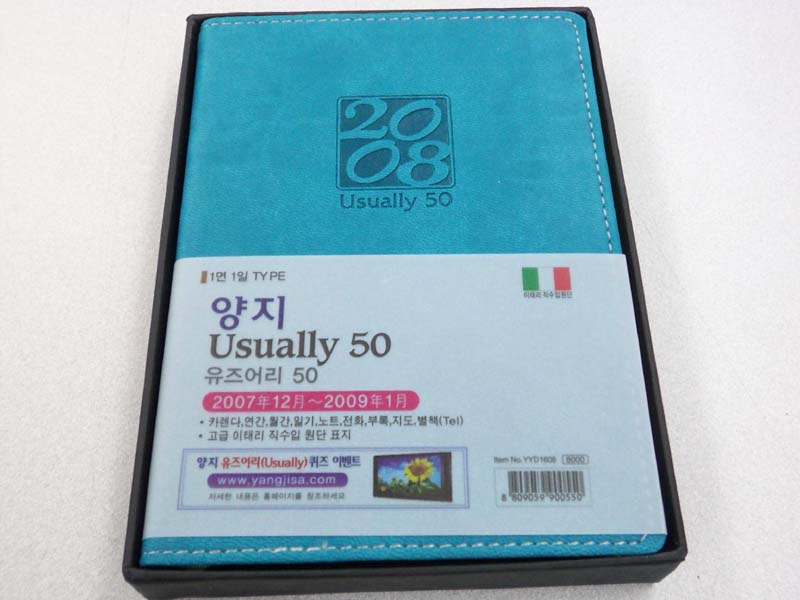 20
08
Usually 50
1면 1일 TYPE
이태리 직수입원단
양지
Usually 50
유즈어리 50
2007年12月~2009年1月
• 카렌다,연간,월간,일기,노트,전화,부록,지도,별책(Tel)
• 고급 이태리 직수입 원단 표지
양지 유즈어리(Usually) 퀴즈 이벤트
www.yangjisa.com
자세한 내용은 홈페이지를 참조하세요
Item No.YYD1608 8000
8 809059 900550